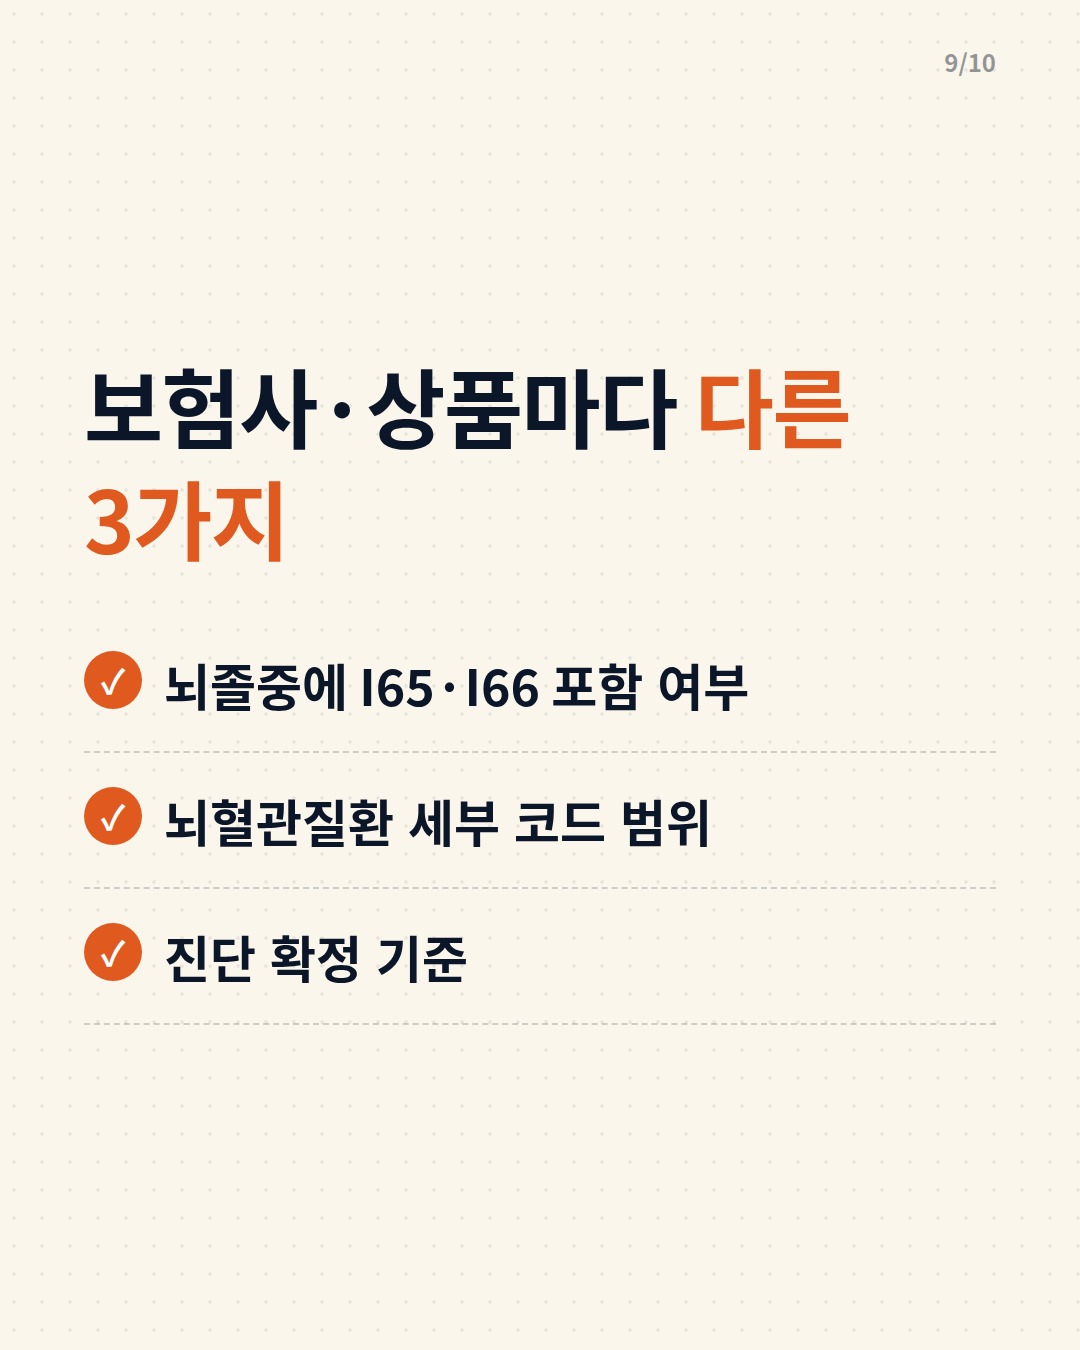 9/10
보험사·상품마다 다른
3가지
✓ 뇌졸중에 I65·I66 포함 여부
✓ 뇌혈관질환 세부 코드 범위
✓ 진단 확정 기준